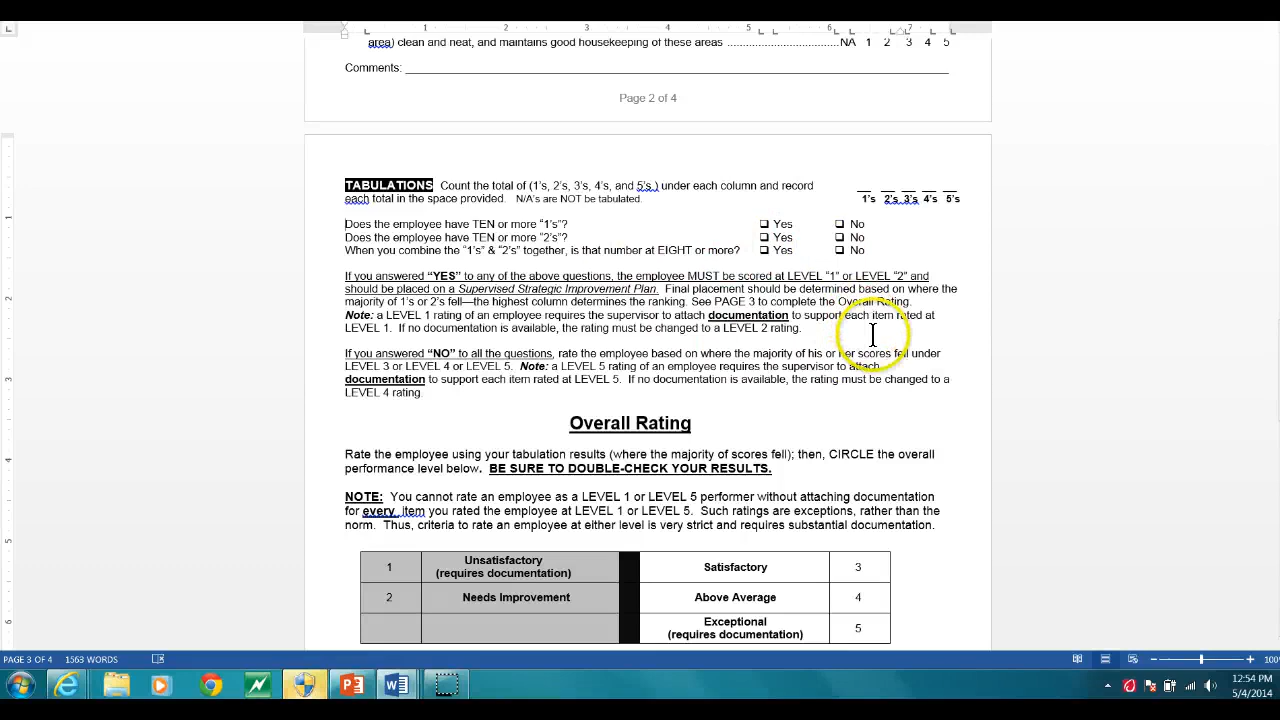 1 2 3 4 5 6 7
area) clean and neat, and maintains good housekeeping of these areas ..................................NA 1 2 3 4 5
Comments: ____________
Page 2 of 4
TABULATIONS Count the total of (1's, 2's, 3's, 4's, and 5's.) under each column and record
each total in the space provided. N/A's are NOT be tabulated. 1's 2's 3's 4's 5's
Does the employee have TEN or more “1's”? ❑ Yes ❑ No
Does the employee have TEN or more “2's”? ❑ Yes ❑ No
When you combine the “1's” & “2's” together, is that number at EIGHT or more? ❑ Yes ❑ No
If you answered “YES” to any of the above questions, the employee MUST be scored at LEVEL “1” or LEVEL “2” and
should be placed on a Supervised Strategic Improvement Plan. Final placement should be determined based on where the
majority of 1's or 2's fell—the highest column determines the ranking. See PAGE 3 to complete the Overall Rating.
Note: a LEVEL 1 rating of an employee requires the supervisor to attach documentation to support each item rated at
LEVEL 1. If no documentation is available, the rating must be changed to a LEVEL 2 rating.
If you answered “NO” to all the questions, rate the employee based on where the majority of his or her scores fell under
LEVEL 3 or LEVEL 4 or LEVEL 5. Note: a LEVEL 5 rating of an employee requires the supervisor to attach
documentation to support each item rated at LEVEL 5. If no documentation is available, the rating must be changed to a
LEVEL 4 rating.
Overall Rating
Rate the employee using your tabulation results (where the majority of scores fell); then, CIRCLE the overall
performance level below. BE SURE TO DOUBLE-CHECK YOUR RESULTS.
NOTE: You cannot rate an employee as a LEVEL 1 or LEVEL 5 performer without attaching documentation
for every item you rated the employee at LEVEL 1 or LEVEL 5. Such ratings are exceptions, rather than the
norm. Thus, criteria to rate an employee at either level is very strict and requires substantial documentation.
1 Unsatisfactory (requires documentation) Satisfactory 3
2 Needs Improvement Above Average 4
Exceptional (requires documentation) 5
PAGE 3 OF 4 1563 WORDS 100
12:54 PM
5/4/2014